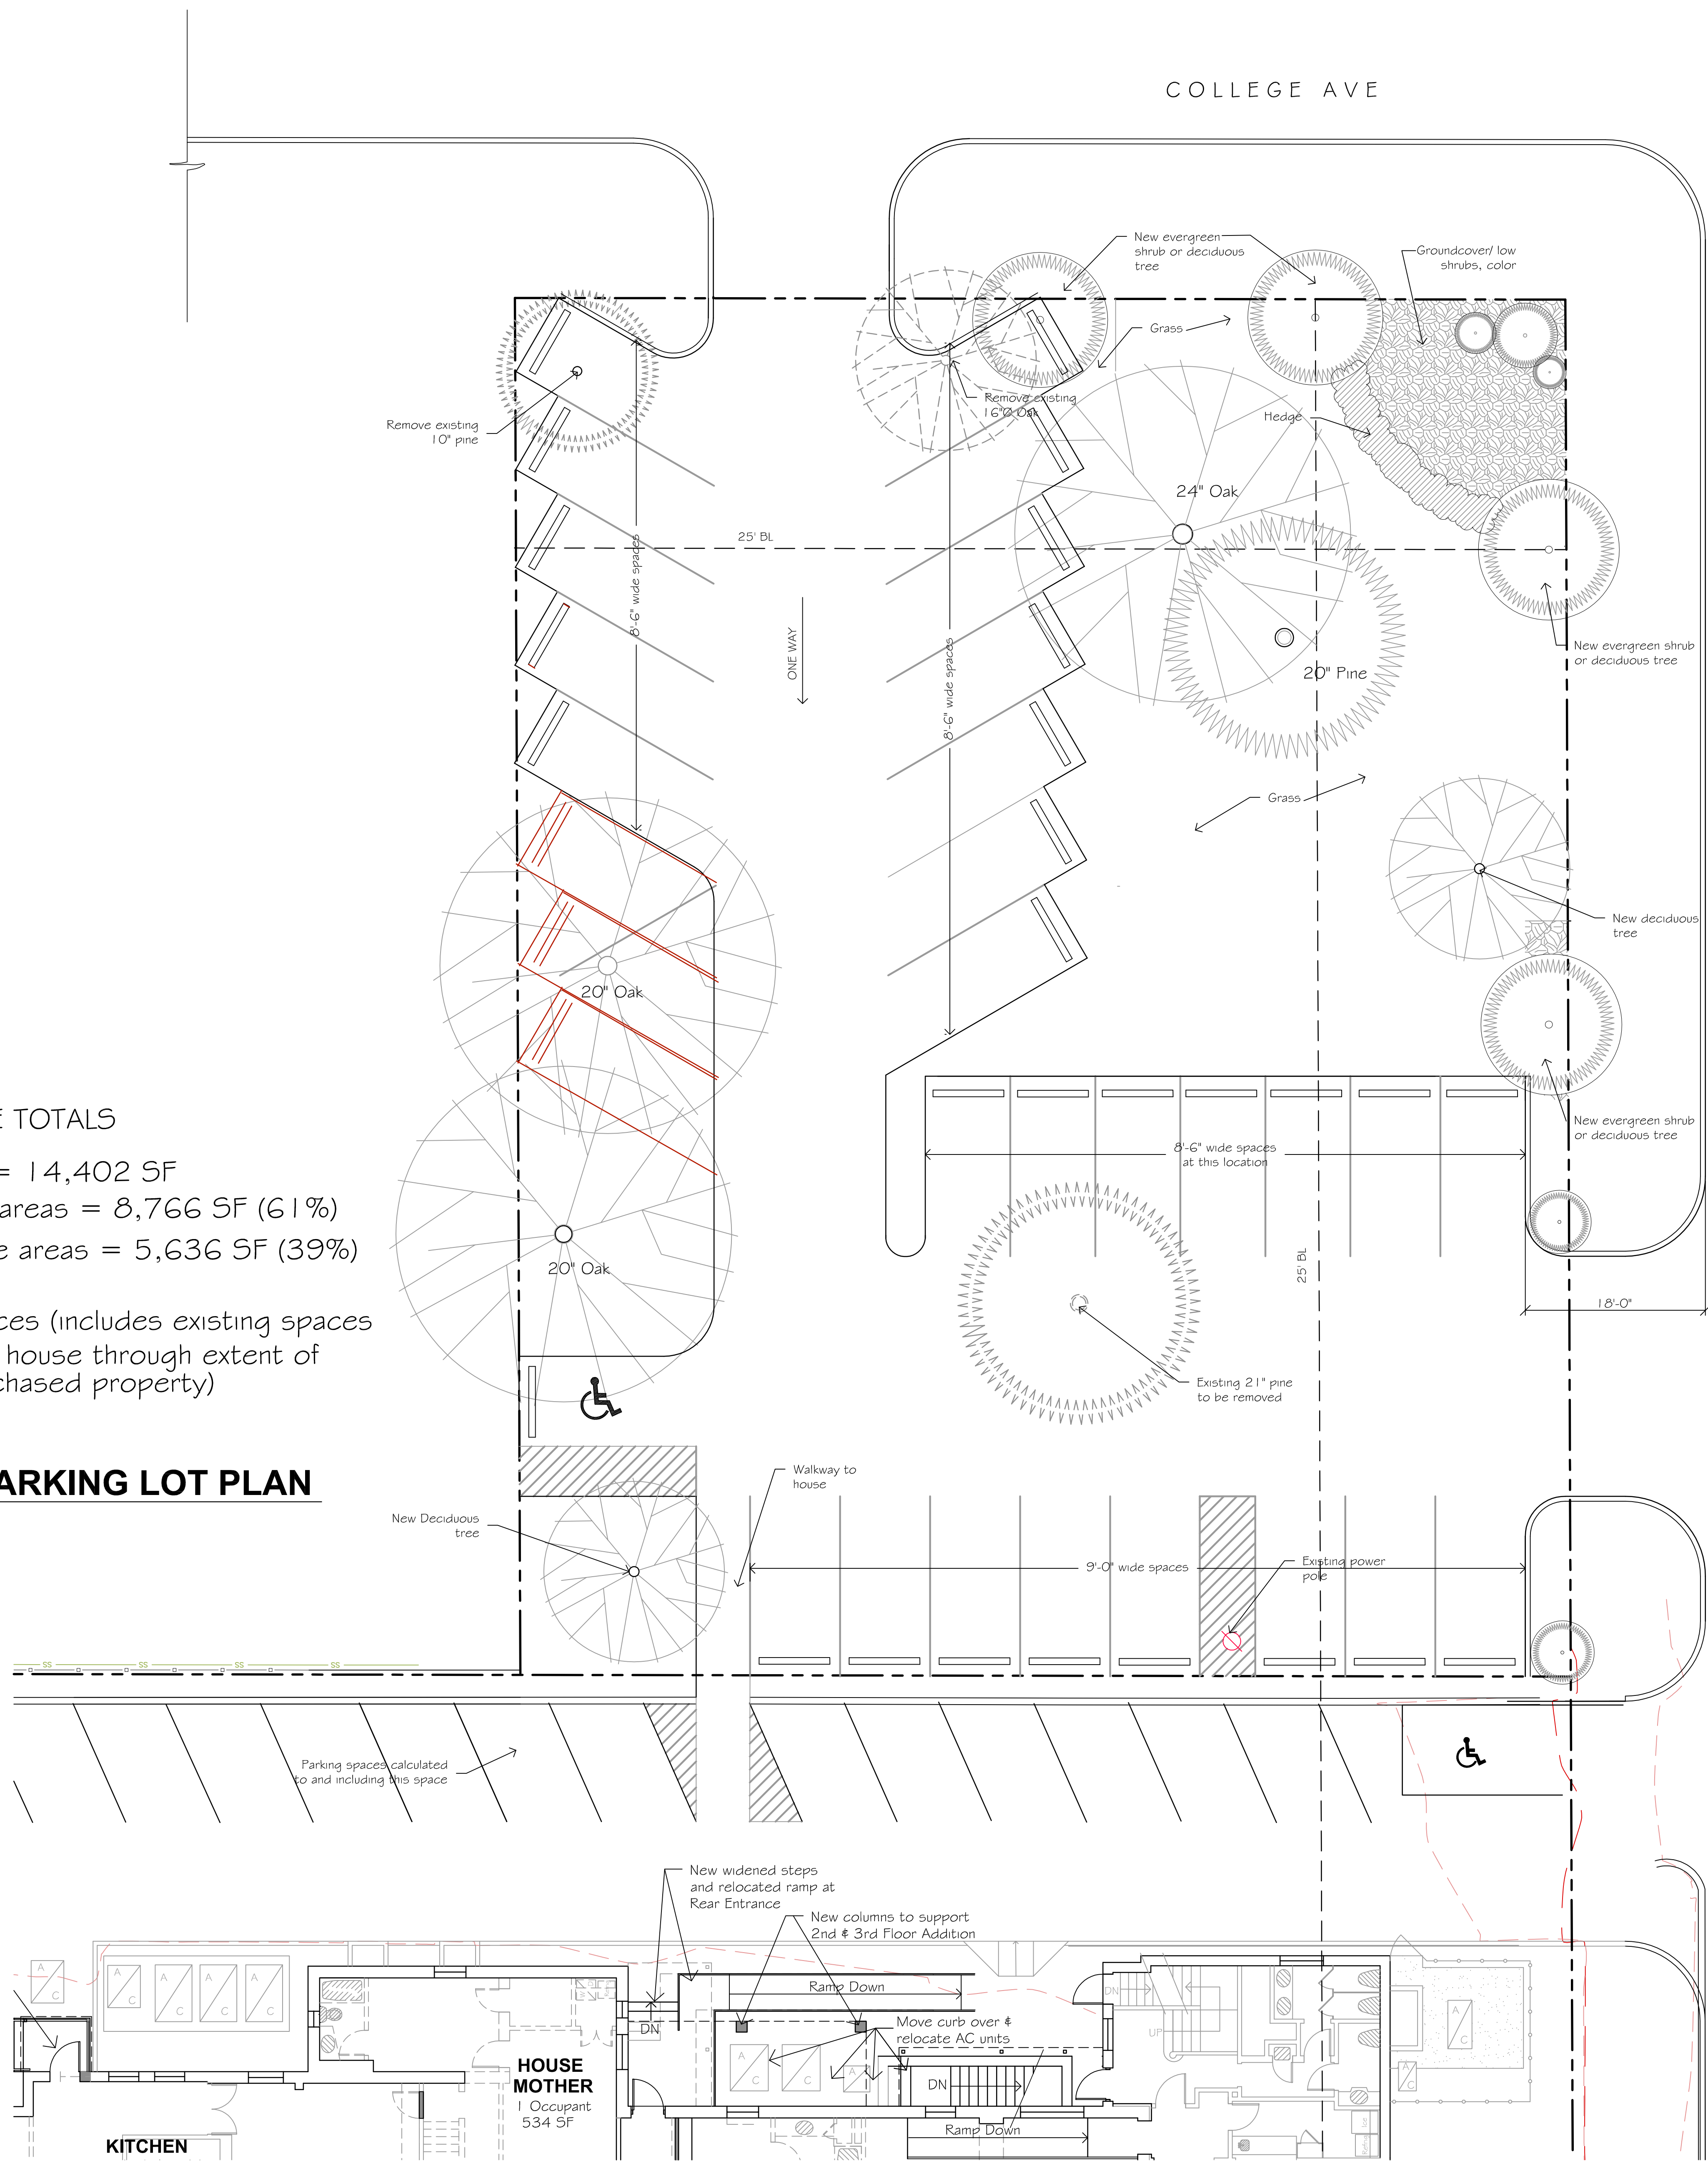 COLLEGE AVE
New evergreen
shrub or deciduous
tree
Groundcover/ low
shrubs, color
Grass
Remove existing
16"Ø Oak
Remove existing
10" pine
Hedge
24" Oak
25' BL
8'-6" wide spaces
ONE WAY
8'-6" wide spaces
20" Pine
New evergreen shrub
or deciduous tree
Grass
New deciduous
tree
20" Oak
New evergreen shrub
or deciduous tree
8'-6" wide spaces
at this location
E TOTALS
= 14,402 SF
areas = 8,766 SF (61%)
e areas = 5,636 SF (39%)
ces (includes existing spaces
house through extent of
chased property)
20" Oak
25' BL
18'-0"
Existing 21" pine
to be removed
ARKING LOT PLAN
Walkway to
house
New Deciduous
tree
9'-0" wide spaces
Existing power
pole
SS SS SS SS
Parking spaces calculated
to and including this space
New widened steps
and relocated ramp at
Rear Entrance
New columns to support
2nd & 3rd Floor Addition
A C
A C
A C
A C
A C
Ramp Down
DN
UP
A C
DN
Move curb over &
relocate AC units
A C
A C
A C
DN
A C
HOUSE
MOTHER
1 Occupant
534 SF
Ramp Down
KITCHEN
Ice